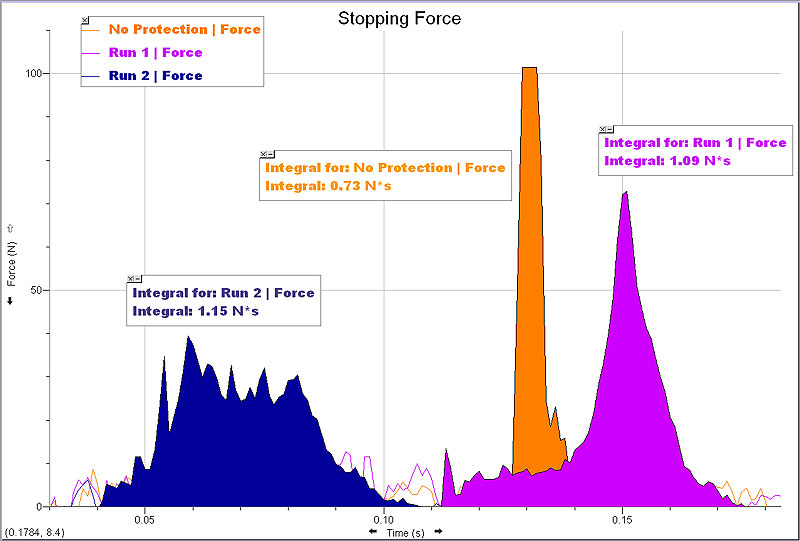 Stopping Force
No Protection | Force
Run 1 | Force
Run 2 | Force
100
Integral for: Run 1 | Force
Integral: 1.09 N*s
Integral for: No Protection | Force
Integral: 0.73 N*s
Force (N)
50
Integral for: Run 2 | Force
Integral: 1.15 N*s
0
0.05
0.10
0.15
(0.1784, 8.4)
Time (s)